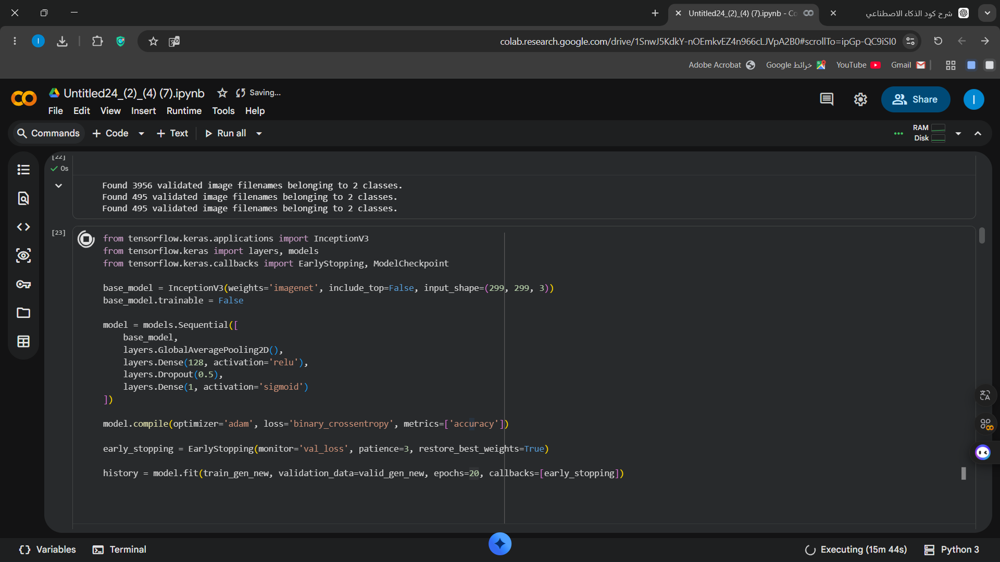 Untitled24_(2)_(4) (7).ipynb - Co
شرح كود الذكاء الاصطناعي
colab.research.google.com/drive/1SnwJ5KdkY-nOEmkvEZ4n966cLJVpA2B0#scrollTo=ipGp-QC9iSI0
Adobe Acrobat
خرائط Google
YouTube
Gmail
Untitled24_(2)_(4) (7).ipynb
Saving...
File Edit View Insert Runtime Tools Help
Share
I
Commands + Code + Text Run all
RAM
Disk
[22]
0s
Found 3956 validated image filenames belonging to 2 classes.
Found 495 validated image filenames belonging to 2 classes.
Found 495 validated image filenames belonging to 2 classes.
[23]
from tensorflow.keras.applications import InceptionV3
from tensorflow.keras import layers, models
from tensorflow.keras.callbacks import EarlyStopping, ModelCheckpoint
base_model = InceptionV3(weights='imagenet', include_top=False, input_shape=(299, 299, 3))
base_model.trainable = False
model = models.Sequential([
    base_model,
    layers.GlobalAveragePooling2D(),
    layers.Dense(128, activation='relu'),
    layers.Dropout(0.5),
    layers.Dense(1, activation='sigmoid')
])
model.compile(optimizer='adam', loss='binary_crossentropy', metrics=['accuracy'])
early_stopping = EarlyStopping(monitor='val_loss', patience=3, restore_best_weights=True)
history = model.fit(train_gen_new, validation_data=valid_gen_new, epochs=20, callbacks=[early_stopping])
Variables
Terminal
Executing (15m 44s)
Python 3